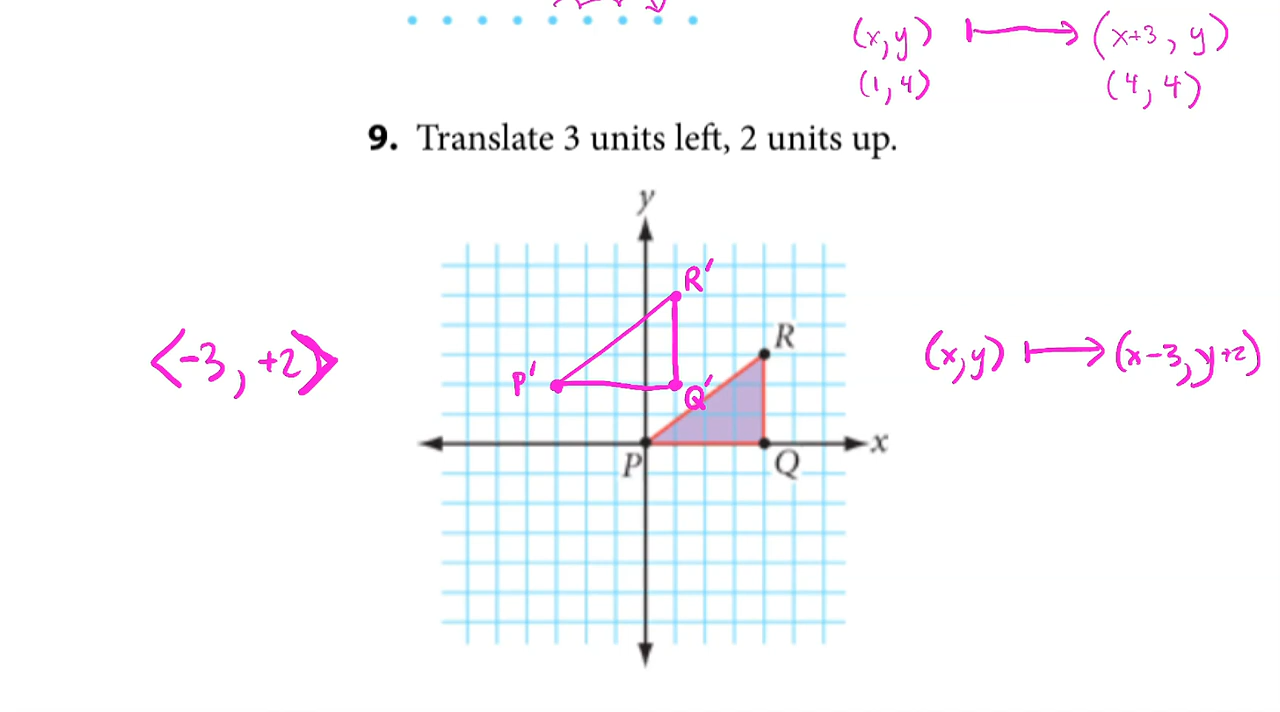 (x,y) ⟼ (x+3, y)
(1,4) (4,4)
9. Translate 3 units left, 2 units up.
y
R'
R
<-3, +2>
(x,y) ⟼ (x-3, y+2)
P'
Q'
x
P
Q